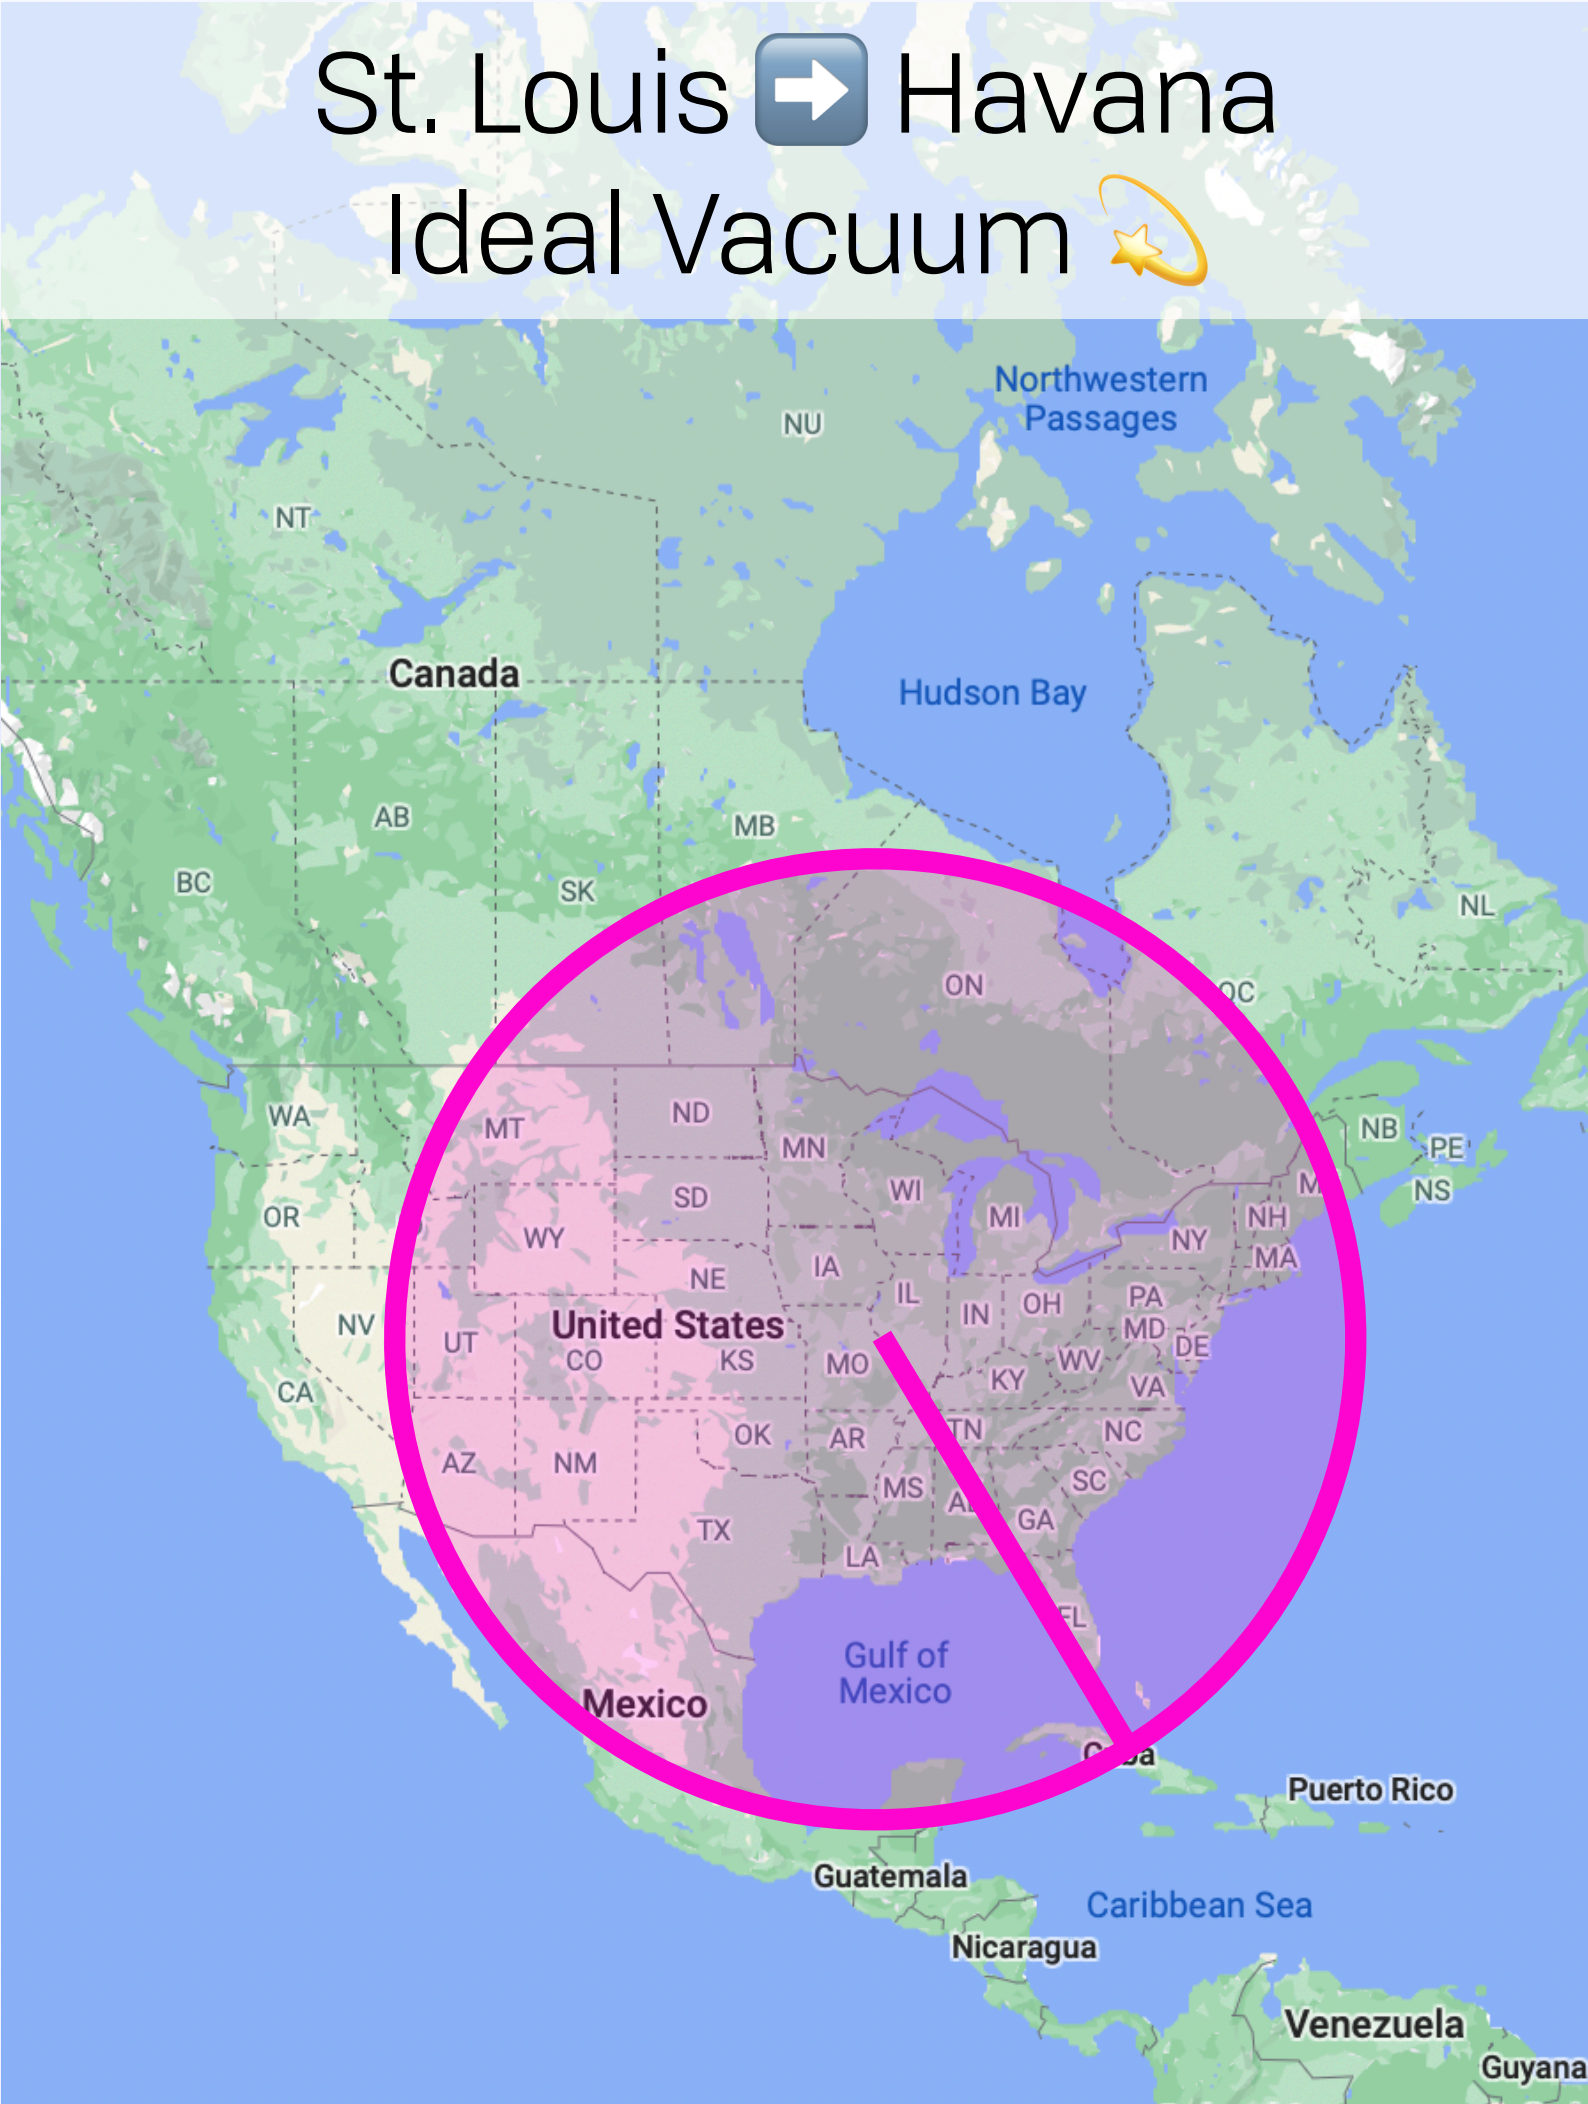 St. Louis ➡️ Havana
Ideal Vacuum 💫
Northwestern
Passages
NU
NT
Canada
Hudson Bay
AB
MB
BC
SK
NL
ON
QC
WA
MT
ND
MN
NB
PE
OR
WY
SD
WI
MI
NY
NH
NS
MA
NV
UT
United States
CO
NE
KS
IA
IL
IN
OH
PA
MD
DE
CA
MO
KY
WV
VA
AZ
NM
OK
AR
TN
NC
TX
MS
AL
GA
SC
LA
FL
Gulf of
Mexico
Mexico
Cuba
Puerto Rico
Guatemala
Caribbean Sea
Nicaragua
Venezuela
Guyana